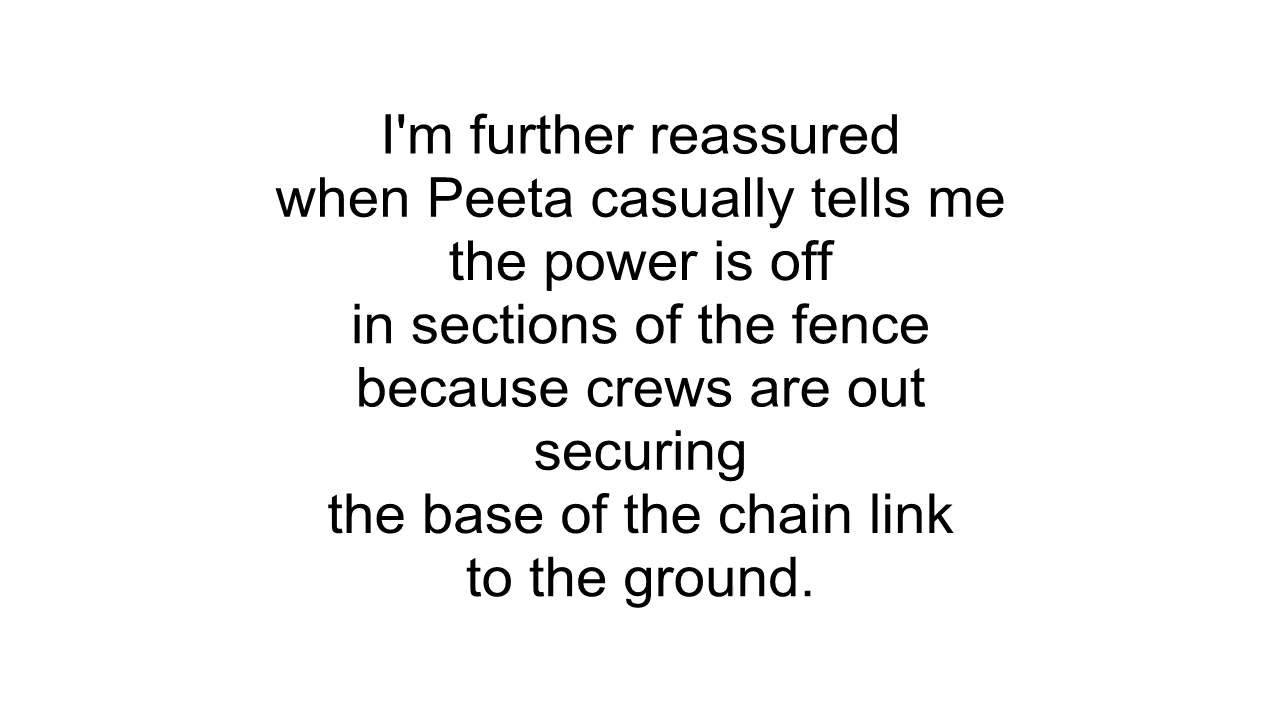 I'm further reassured
when Peeta casually tells me
the power is off
in sections of the fence
because crews are out
securing
the base of the chain link
to the ground.